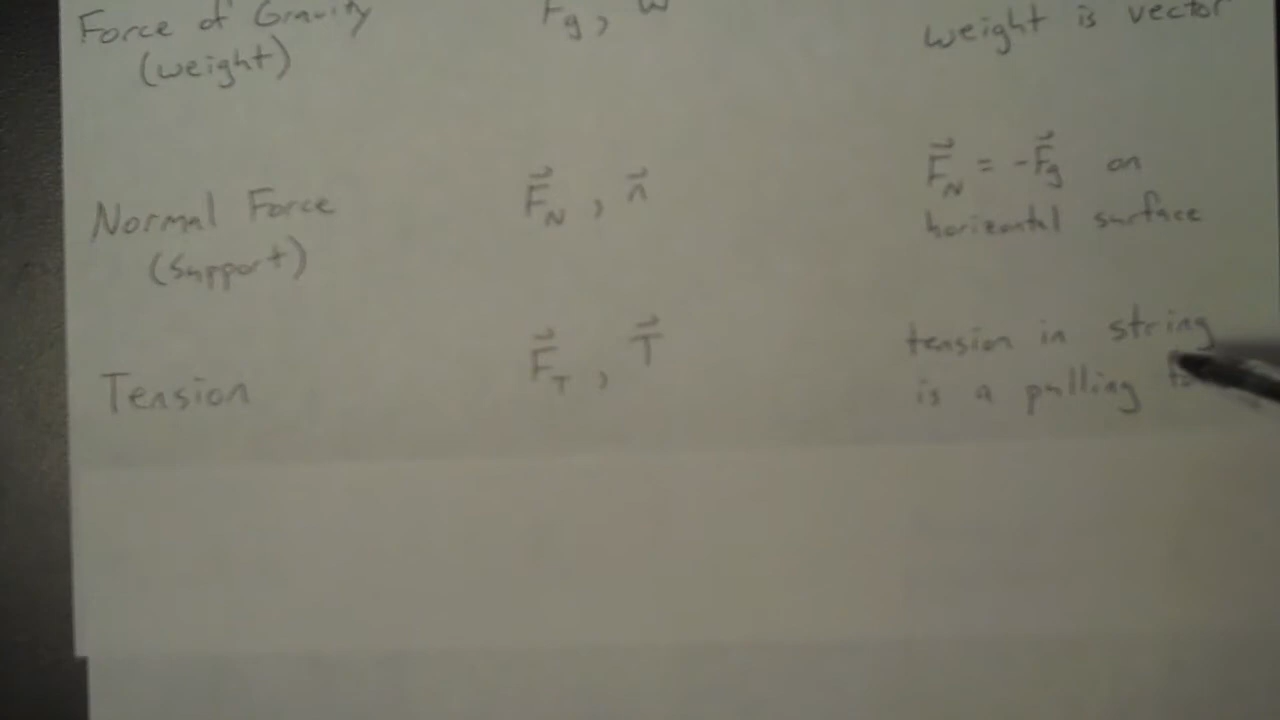 Force of Gravity F⃗g, w⃗ weight is vector
(weight)
Normal Force F⃗N, n⃗ F⃗N = -F⃗g on
(support) horizontal surface
Tension F⃗T, T⃗ tension in string
is a pulling